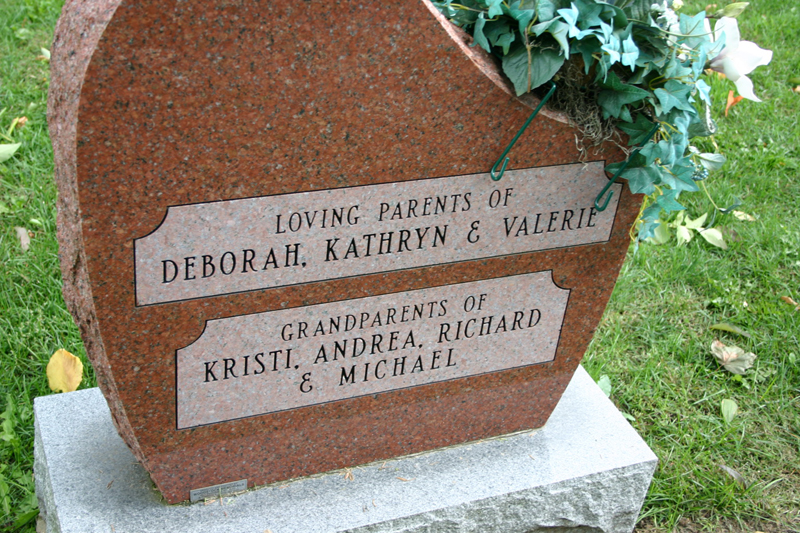 LOVING PARENTS OF
DEBORAH, KATHRYN & VALERIE
GRANDPARENTS OF
KRISTI, ANDREA, RICHARD
& MICHAEL